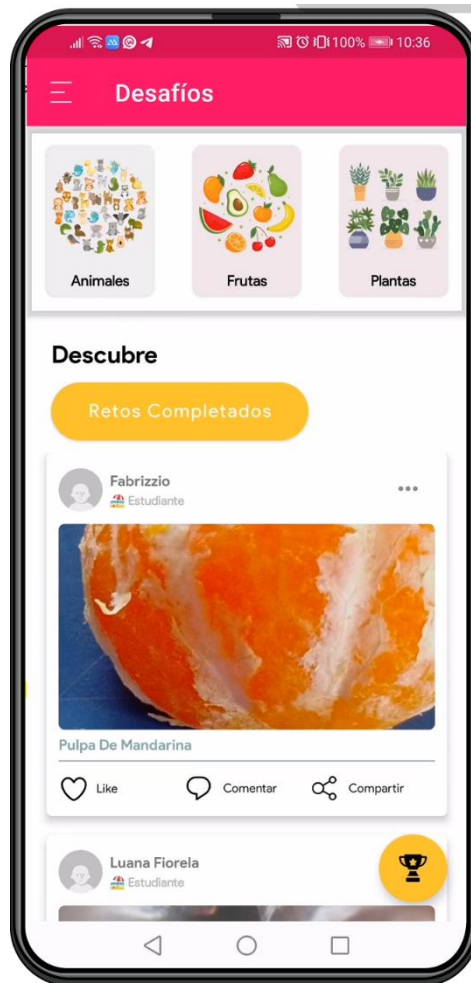 100% 10:36
Desafíos
Animales Frutas Plantas
Descubre
Retos Completados
Fabrizzio
Estudiante
Pulpa De Mandarina
Like Comentar Compartir
Luana Fiorela
Estudiante